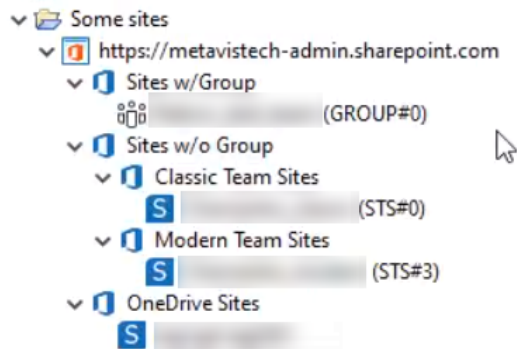 Some sites
https://metavistech-admin.sharepoint.com
Sites w/Group
(GROUP#0)
Sites w/o Group
Classic Team Sites
S (STS#0)
Modern Team Sites
S (STS#3)
OneDrive Sites
S